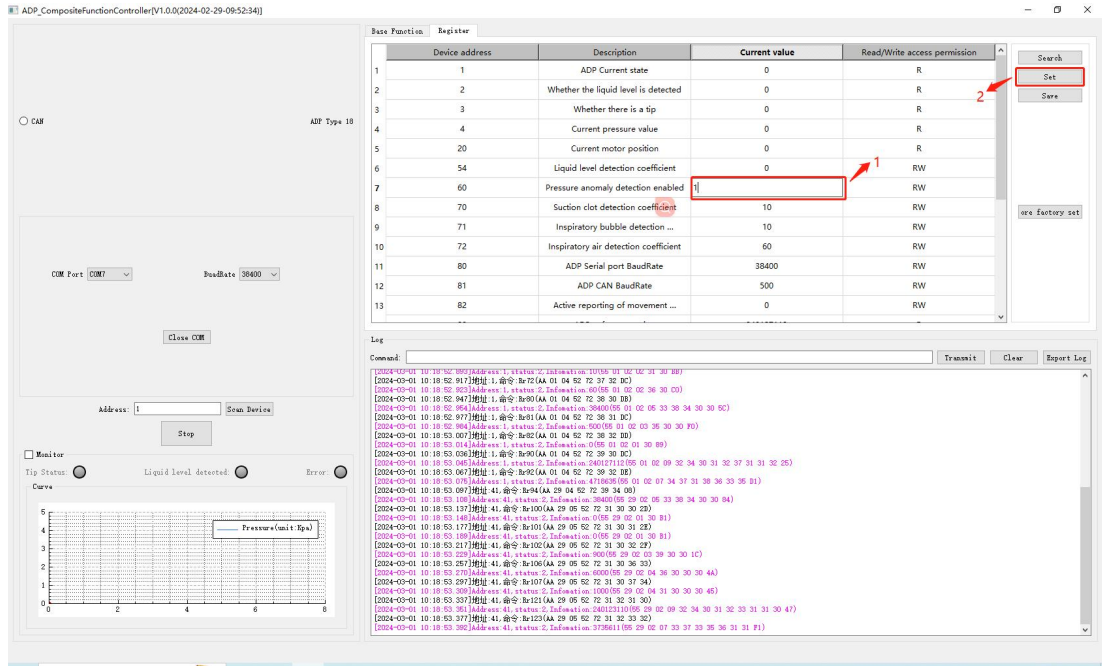 ADP_CompositeFunctionController[V1.0.0(2024-02-29-09:52:34)]
Base Function Register
Device address Description Current value Read/Write access permission
1 1 ADP Current state 0 R
2 2 Whether the liquid level is detected 0 R
3 3 Whether there is a tip 0 R
4 4 Current pressure value 0 R
5 20 Current motor position 0 R
6 54 Liquid level detection coefficient 0 RW
7 60 Pressure anomaly detection enabled 1 RW
8 70 Suction clot detection coefficient 10 RW
9 71 Inspiratory bubble detection ... 10 RW
10 72 Inspiratory air detection coefficient 60 RW
11 80 ADP Serial port BaudRate 38400 RW
12 81 ADP CAN BaudRate 500 RW
13 82 Active reporting of movement ... 0 RW
1
2
Search
Set
Save
ore factory set
CAN ADP Type 18
COM Port COM7 BuadRate 38400
Close COM
Address: 1 Scan Device
Stop
Monitor
Tip Status: Liquid level detected: Error:
Curve
Pressure(unit:Kpa)
5
4
3
2
1
0
0 2 4 6 8
Log
Command: Transmit Clear Export Log
[2024-03-01 10:18:52.893]Address:1,status:2,Infomation:10(55 01 02 02 31 30 BB)
[2024-03-01 10:18:52.917]地址:1,命令:Rr72(AA 01 04 52 72 37 32 DC)
[2024-03-01 10:18:52.923]Address:1,status:2,Infomation:60(55 01 02 02 36 30 C0)
[2024-03-01 10:18:52.947]地址:1,命令:Rr80(AA 01 04 52 72 38 30 DB)
[2024-03-01 10:18:52.954]Address:1,status:2,Infomation:38400(55 01 02 05 33 38 34 30 30 5C)
[2024-03-01 10:18:52.977]地址:1,命令:Rr81(AA 01 04 52 72 38 31 DC)
[2024-03-01 10:18:52.984]Address:1,status:2,Infomation:500(55 01 02 03 35 30 30 F0)
[2024-03-01 10:18:53.007]地址:1,命令:Rr82(AA 01 04 52 72 38 32 DD)
[2024-03-01 10:18:53.014]Address:1,status:2,Infomation:0(55 01 02 01 30 89)
[2024-03-01 10:18:53.036]地址:1,命令:Rr90(AA 01 04 52 72 39 30 DC)
[2024-03-01 10:18:53.045]Address:1,status:2,Infomation:240127112(55 01 02 09 32 34 30 31 32 37 31 31 32 25)
[2024-03-01 10:18:53.067]地址:1,命令:Rr92(AA 01 04 52 72 39 32 DE)
[2024-03-01 10:18:53.075]Address:1,status:2,Infomation:4718635(55 01 02 07 34 37 31 38 36 33 35 D1)
[2024-03-01 10:18:53.097]地址:41,命令:Rr94(AA 29 04 52 72 39 34 08)
[2024-03-01 10:18:53.108]Address:41,status:2,Infomation:38400(55 29 02 05 33 38 34 30 30 84)
[2024-03-01 10:18:53.137]地址:41,命令:Rr100(AA 29 05 52 72 31 30 30 2D)
[2024-03-01 10:18:53.148]Address:41,status:2,Infomation:0(55 29 02 01 30 B1)
[2024-03-01 10:18:53.177]地址:41,命令:Rr101(AA 29 05 52 72 31 30 31 2E)
[2024-03-01 10:18:53.189]Address:41,status:2,Infomation:0(55 29 02 01 30 B1)
[2024-03-01 10:18:53.217]地址:41,命令:Rr102(AA 29 05 52 72 31 30 32 2F)
[2024-03-01 10:18:53.229]Address:41,status:2,Infomation:900(55 29 02 03 39 30 30 1C)
[2024-03-01 10:18:53.257]地址:41,命令:Rr106(AA 29 05 52 72 31 30 36 33)
[2024-03-01 10:18:53.270]Address:41,status:2,Infomation:6000(55 29 02 04 36 30 30 30 4A)
[2024-03-01 10:18:53.297]地址:41,命令:Rr107(AA 29 05 52 72 31 30 37 34)
[2024-03-01 10:18:53.309]Address:41,status:2,Infomation:1000(55 29 02 04 31 30 30 30 45)
[2024-03-01 10:18:53.337]地址:41,命令:Rr121(AA 29 05 52 72 31 32 31 30)
[2024-03-01 10:18:53.351]Address:41,status:2,Infomation:240123110(55 29 02 09 32 34 30 31 32 33 31 31 30 47)
[2024-03-01 10:18:53.377]地址:41,命令:Rr123(AA 29 05 52 72 31 32 33 32)
[2024-03-01 10:18:53.392]Address:41,status:2,Infomation:3735611(55 29 02 07 33 37 33 35 36 31 31 F1)